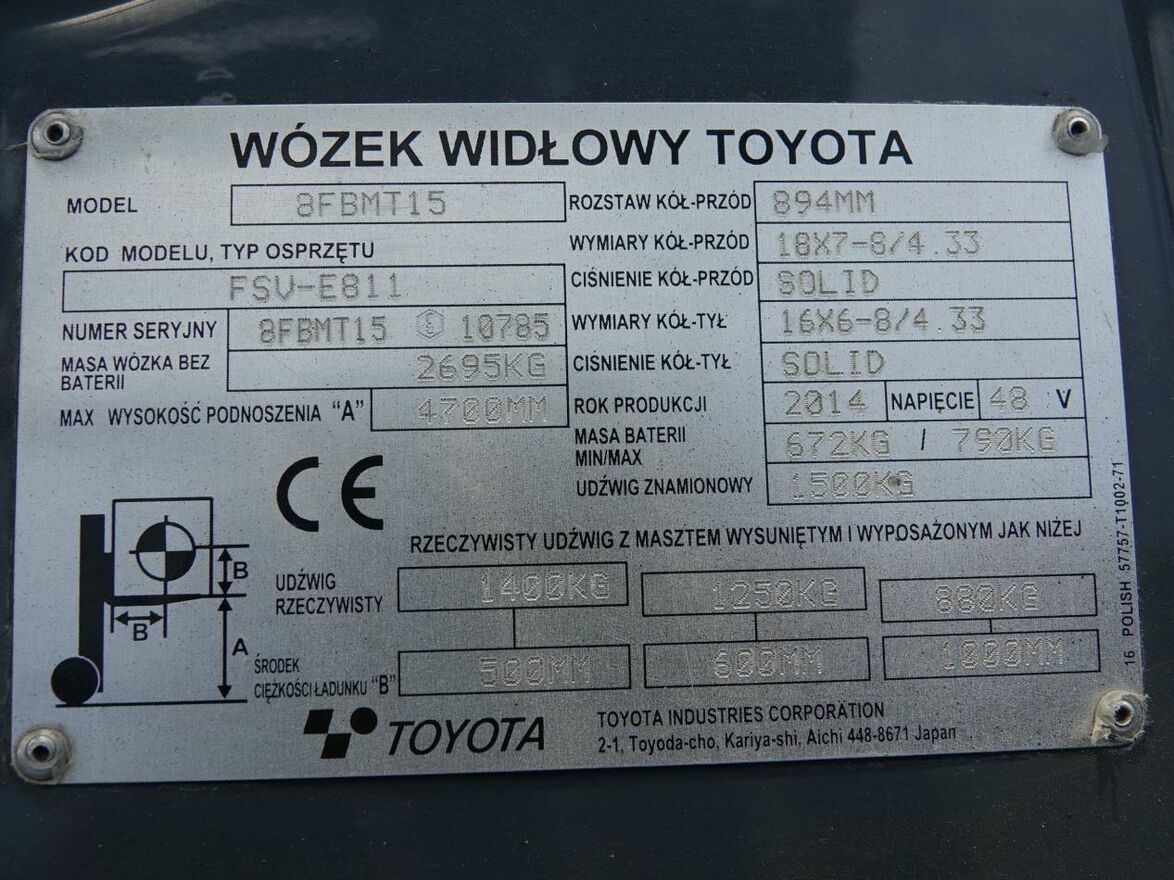 WÓZEK WIDŁOWY TOYOTA
MODEL 8FBMT15
KOD MODELU, TYP OSPRZĘTU
FSV-E811
NUMER SERYJNY 8FBMT15 10785
MASA WÓZKA BEZ
BATERII 2695KG
MAX WYSOKOŚĆ PODNOSZENIA "A" 4700MM
ROZSTAW KÓŁ-PRZÓD 894MM
WYMIARY KÓŁ-PRZÓD 18X7-8/4.33
CIŚNIENIE KÓŁ-PRZÓD SOLID
WYMIARY KÓŁ-TYŁ 16X6-8/4.33
CIŚNIENIE KÓŁ-TYŁ SOLID
ROK PRODUKCJI 2014 NAPIĘCIE 48 V
MASA BATERII
MIN/MAX 672KG / 790KG
UDŹWIG ZNAMIONOWY 1500KG
CE
RZECZYWISTY UDŹWIG Z MASZTEM WYSUNIĘTYM I WYPOSAŻONYM JAK NIŻEJ
B
B
A
UDŹWIG
RZECZYWISTY 1400KG 1250KG 880KG
ŚRODEK
CIĘŻKOŚCI ŁADUNKU "B" 500MM 600MM 1000MM
TOYOTA
TOYOTA INDUSTRIES CORPORATION
2-1, Toyoda-cho, Kariya-shi, Aichi 448-8671 Japan
16 POLISH 57757-T1002-71